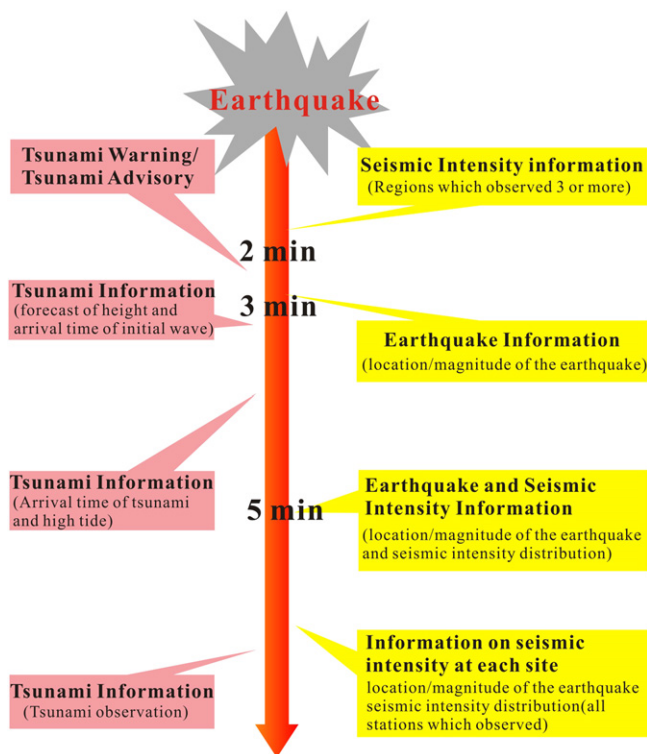 Earthquake
Tsunami Warning/
Tsunami Advisory
Seismic Intensity information
(Regions which observed 3 or more)
2 min
Tsunami Information
(forecast of height and
arrival time of initial wave)
3 min
Earthquake Information
(location/magnitude of the earthquake)
Tsunami Information
(Arrival time of tsunami
and high tide)
5 min
Earthquake and Seismic
Intensity Information
(location/magnitude of the earthquake
and seismic intensity distribution)
Information on seismic
intensity at each site
location/magnitude of the earthquake
seismic intensity distribution(all
stations which observed)
Tsunami Information
(Tsunami observation)